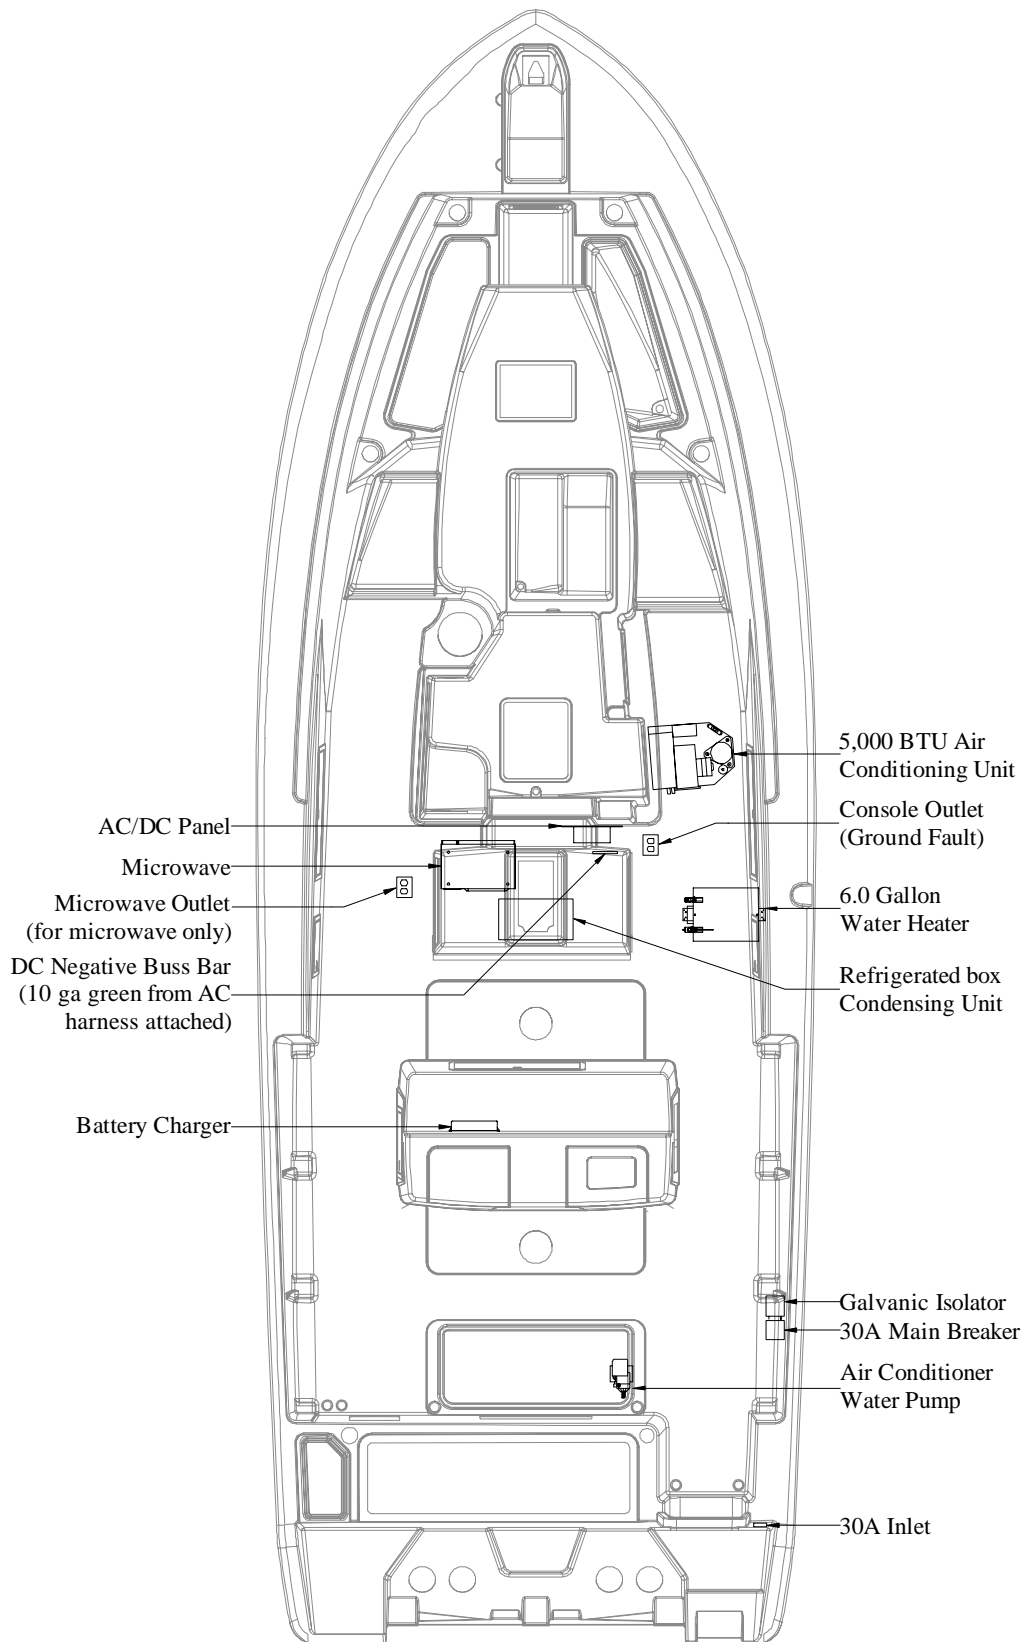 5,000 BTU Air
Conditioning Unit
Console Outlet
(Ground Fault)
AC/DC Panel
Microwave
Microwave Outlet
(for microwave only)
6.0 Gallon
Water Heater
DC Negative Buss Bar
(10 ga green from AC
harness attached)
Refrigerated box
Condensing Unit
Battery Charger
Galvanic Isolator
30A Main Breaker
Air Conditioner
Water Pump
30A Inlet